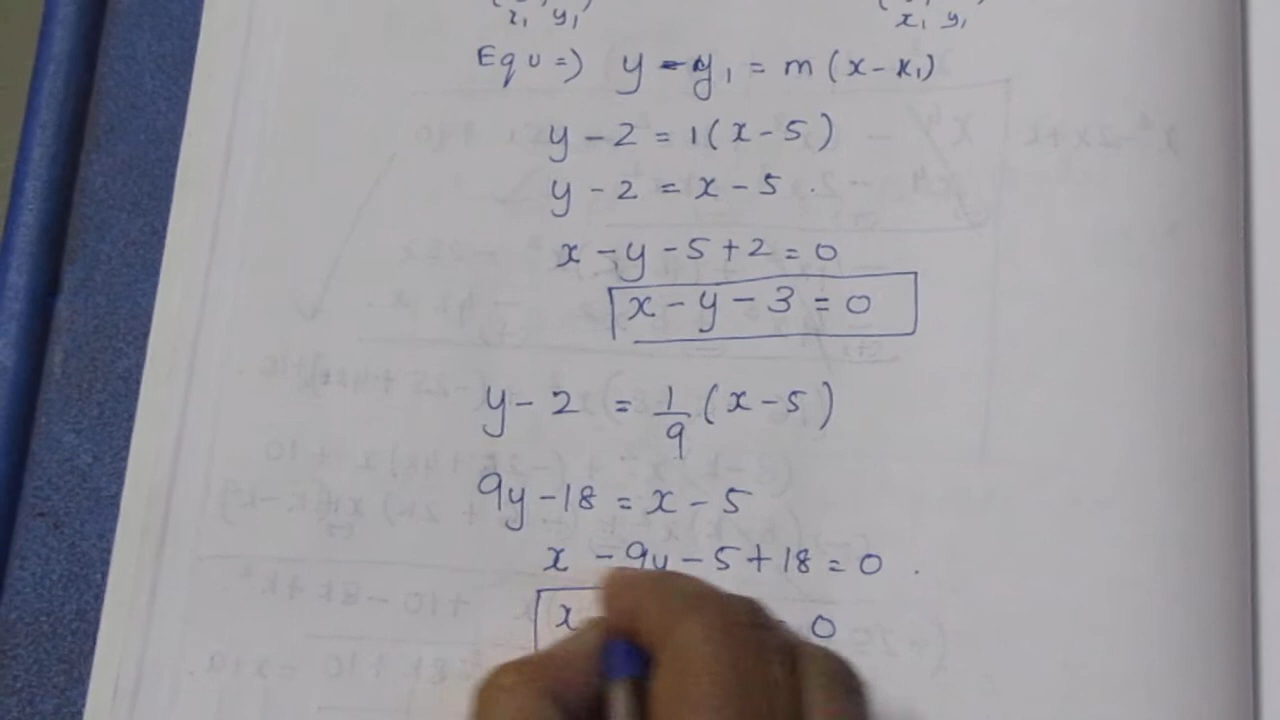 x₁ y₁ x₁ y₁
Equ ⇒) y - y₁ = m (x - x₁)
y - 2 = 1(x - 5)
y - 2 = x - 5 .
x - y - 5 + 2 = 0
x - y - 3 = 0
y - 2 = 1/9 (x - 5)
9y - 18 = x - 5
x - 9y - 5 + 18 = 0 .
x 0